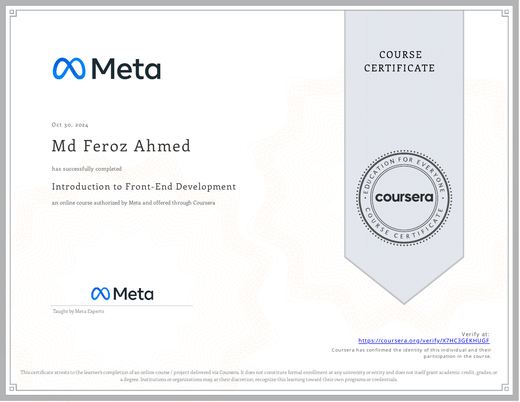 Meta
COURSE
CERTIFICATE
Oct 30, 2024
Md Feroz Ahmed
has successfully completed
Introduction to Front-End Development
an online course authorized by Meta and offered through Coursera
EDUCATION FOR EVERYONE
coursera
COURSE CERTIFICATE
Meta
Taught by Meta Experts
Verify at:
https://coursera.org/verify/X7HC3GEKHUGF
Coursera has confirmed the identity of this individual and their
participation in the course.
This certificate attests to the learner's completion of an online course / project delivered via Coursera. It does not constitute formal enrollment at any university or entity and does not itself grant academic credit, grades, or
a degree. Institutions or organizations may, at their discretion, recognize this learning toward their own programs or credentials.